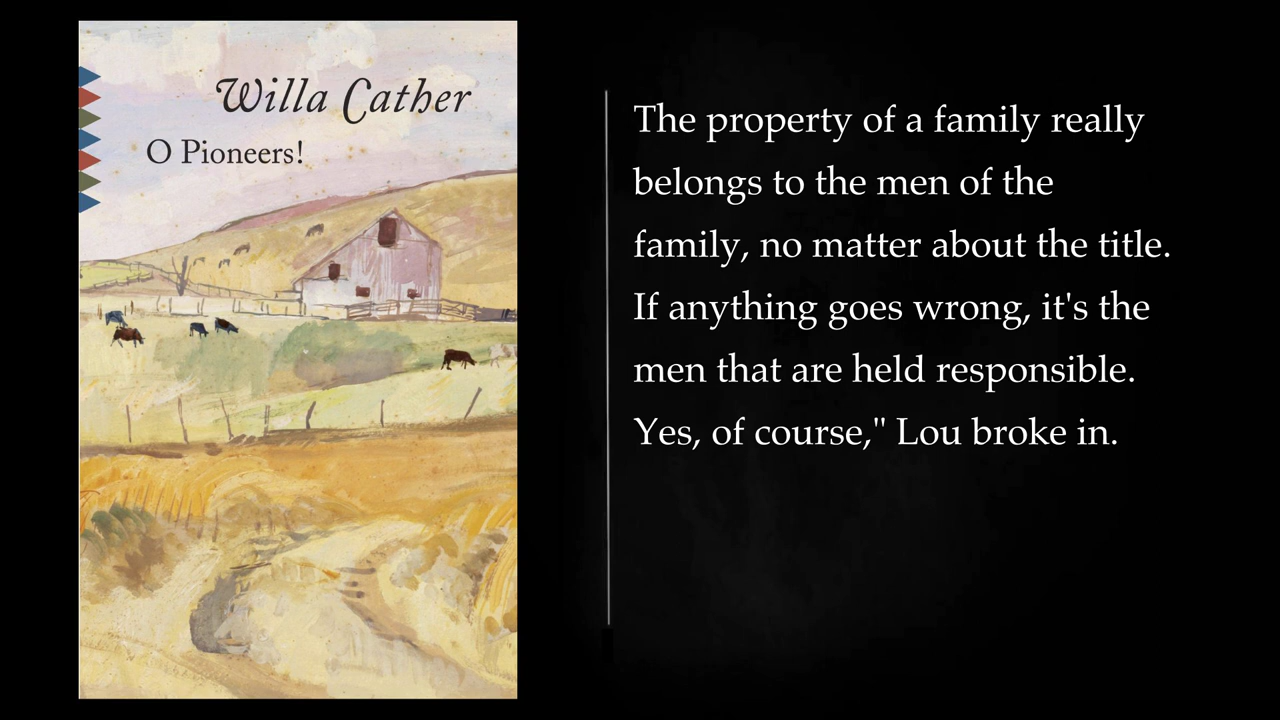 Willa Cather
O Pioneers!
The property of a family really
belongs to the men of the
family, no matter about the title.
If anything goes wrong, it's the
men that are held responsible.
Yes, of course," Lou broke in.